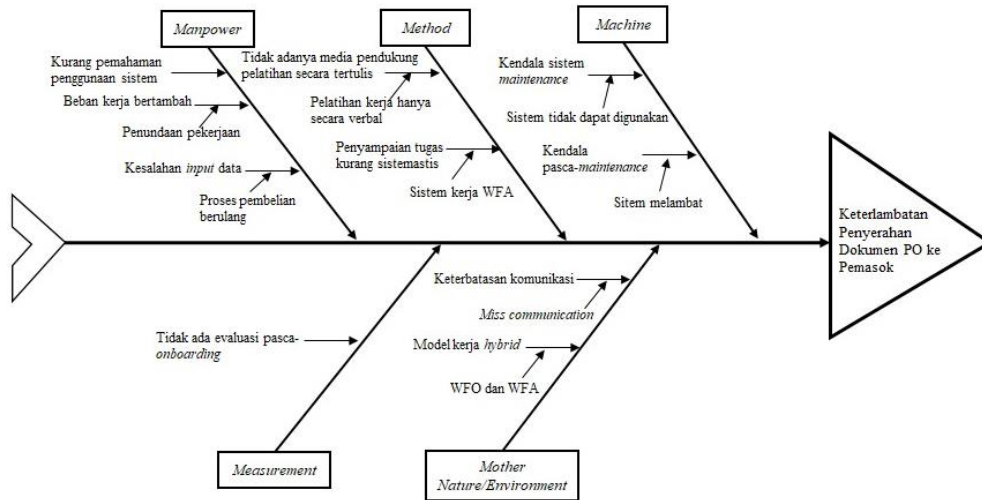 Manpower
Method
Machine
Kurang pemahaman
penggunaan sistem
Beban kerja bertambah
Penundaan pekerjaan
Kesalahan input data
Proses pembelian
berulang
Tidak adanya media pendukung
pelatihan secara tertulis
Pelatihan kerja hanya
secara verbal
Penyampaian tugas
kurang sistemastis
Sistem kerja WFA
Kendala sistem
maintenance
Sistem tidak dapat digunakan
Kendala
pasca-maintenance
Sitem melambat
Keterlambatan
Penyerahan
Dokumen PO ke
Pemasok
Tidak ada evaluasi pasca-
onboarding
Keterbatasan komunikasi
Miss communication
Model kerja hybrid
WFO dan WFA
Measurement
Mother
Nature/Environment